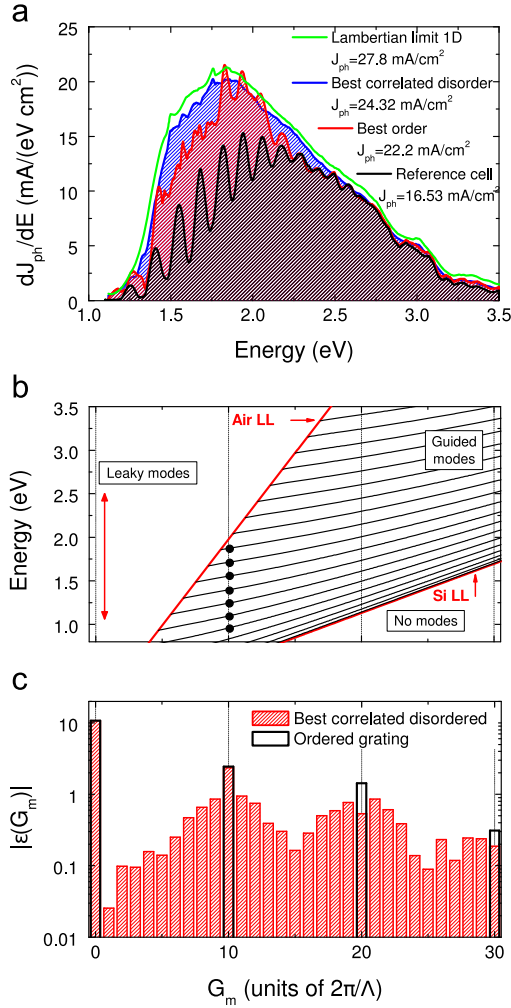 a
25
20
15
10
5
0
dJph/dE (mA/(eV cm²))
Lambertian limit 1D
Jph=27.8 mA/cm²
Best correlated disorder
Jph=24.32 mA/cm²
Best order
Jph=22.2 mA/cm²
Reference cell
Jph=16.53 mA/cm²
1.0 1.5 2.0 2.5 3.0 3.5
Energy (eV)
b
3.5
3.0
2.5
2.0
1.5
1.0
Energy (eV)
Air LL
Leaky modes
Guided
modes
Si LL
No modes
c
10
1
0.1
0.01
|ε(Gm)|
Best correlated disordered
Ordered grating
0 10 20 30
Gm (units of 2π/Λ)